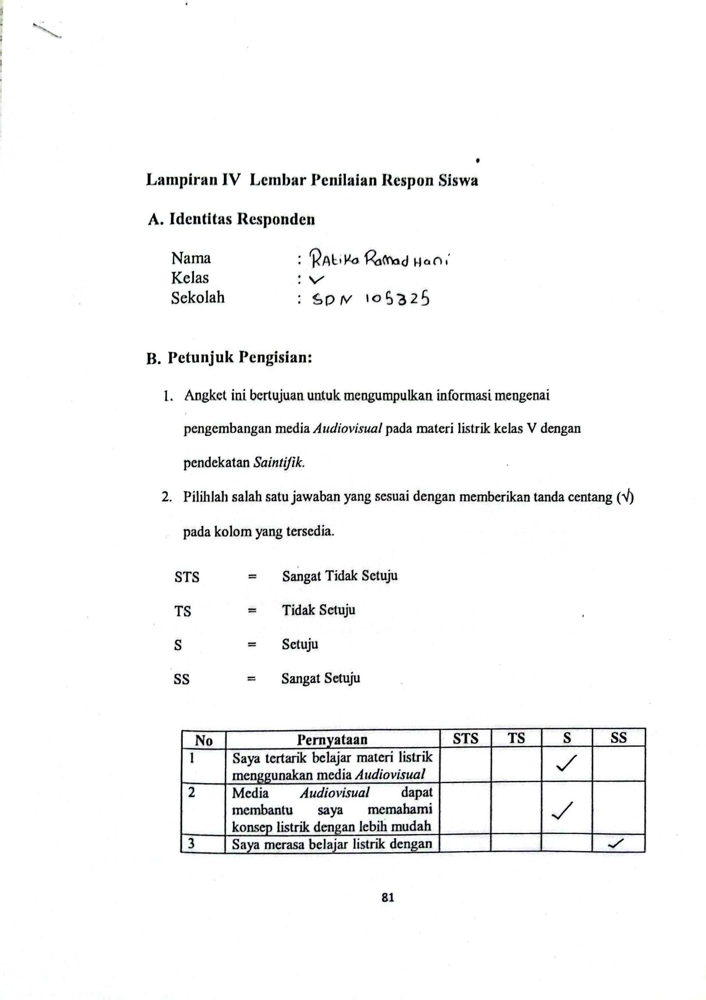 Lampiran IV Lembar Penilaian Respon Siswa
A. Identitas Responden
Nama : RAtika Ramad Hani
Kelas : V
Sekolah : SDN 105325
B. Petunjuk Pengisian:
1. Angket ini bertujuan untuk mengumpulkan informasi mengenai
pengembangan media Audiovisual pada materi listrik kelas V dengan
pendekatan Saintifik.
2. Pilihlah salah satu jawaban yang sesuai dengan memberikan tanda centang (√)
pada kolom yang tersedia.
STS = Sangat Tidak Setuju
TS = Tidak Setuju
S = Setuju
SS = Sangat Setuju
No Pernyataan STS TS S SS
1 Saya tertarik belajar materi listrik ✓
menggunakan media Audiovisual
2 Media Audiovisual dapat
membantu saya memahami ✓
konsep listrik dengan lebih mudah
3 Saya merasa belajar listrik dengan ✓
81